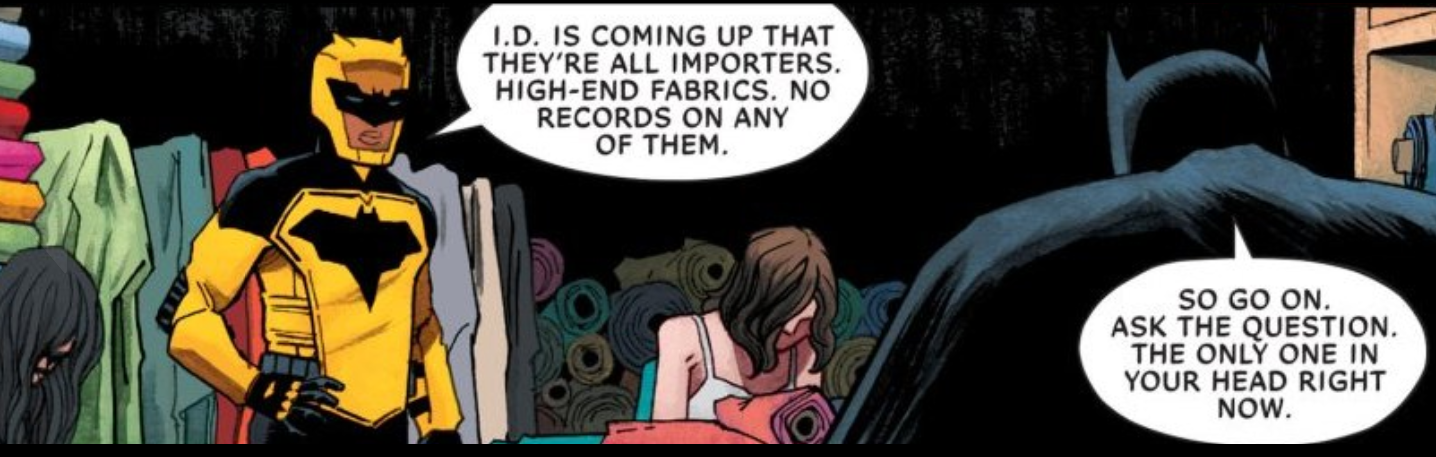 I.D. IS COMING UP THAT
THEY'RE ALL IMPORTERS.
HIGH-END FABRICS. NO
RECORDS ON ANY
OF THEM.
SO GO ON.
ASK THE QUESTION.
THE ONLY ONE IN
YOUR HEAD RIGHT
NOW.